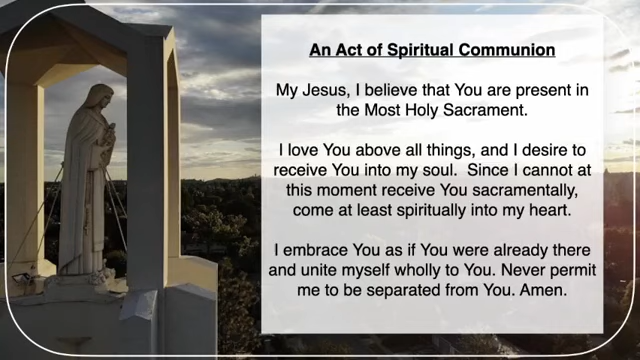 An Act of Spiritual Communion
My Jesus, I believe that You are present in
the Most Holy Sacrament.
I love You above all things, and I desire to
receive You into my soul.  Since I cannot at
this moment receive You sacramentally,
come at least spiritually into my heart.
I embrace You as if You were already there
and unite myself wholly to You. Never permit
me to be separated from You. Amen.